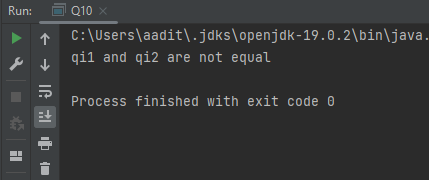 Run: Q10
C:\Users\aadit\.jdks\openjdk-19.0.2\bin\java.
qi1 and qi2 are not equal
Process finished with exit code 0